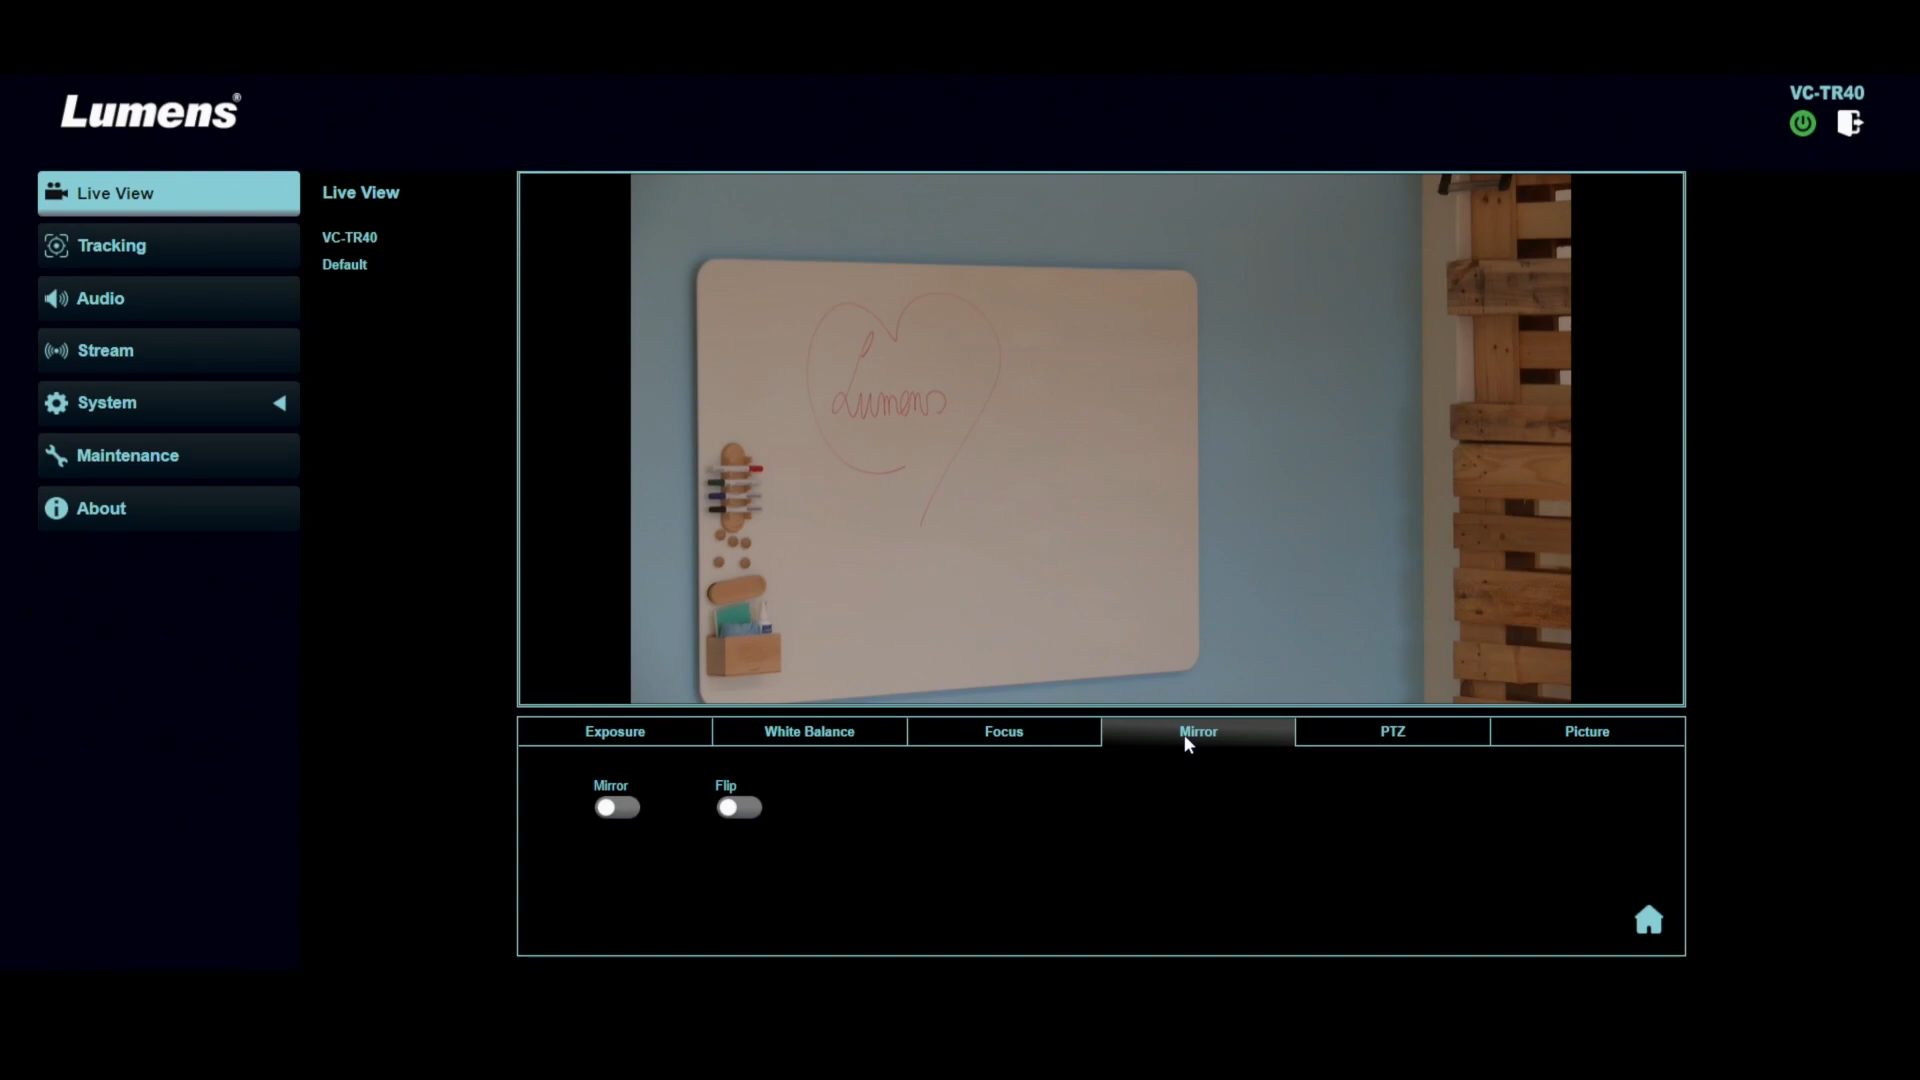 Lumens®
VC-TR40
Live View
Tracking
Audio
Stream
System
Maintenance
About
Live View
VC-TR40
Default
Lumens
Exposure
White Balance
Focus
Mirror
PTZ
Picture
Mirror
Flip